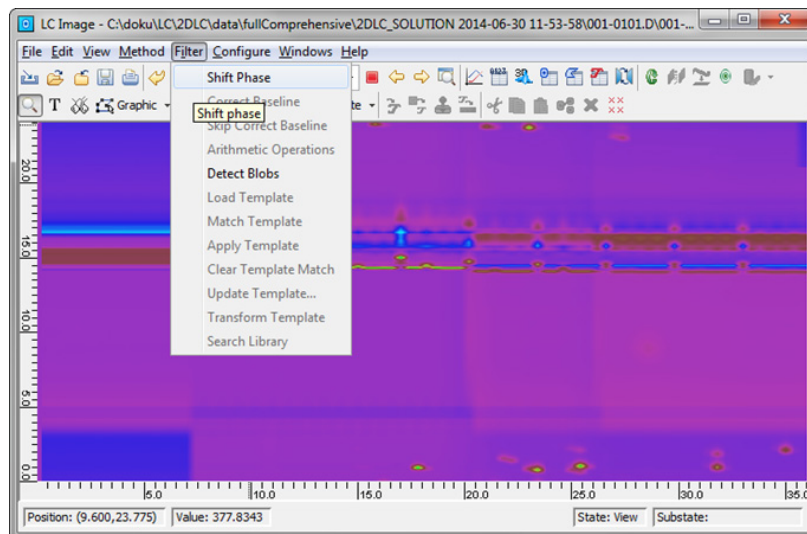 LC Image - C:\doku\LC\2DLC\data\fullComprehensive\2DLC_SOLUTION 2014-06-30 11-53-58\001-0101.D\001-...
File Edit View Method Filter Configure Windows Help
Shift Phase
T Graphic
Correct Baseline
Shift phase
Skip Correct Baseline
Arithmetic Operations
Detect Blobs
Load Template
Match Template
Apply Template
Clear Template Match
Update Template...
Transform Template
Search Library
20.0
15.0
10.0
5.0
0.0
5.0 10.0 15.0 20.0 25.0 30.0 35.0
Position: (9.600,23.775) Value: 377.8343 State: View Substate: